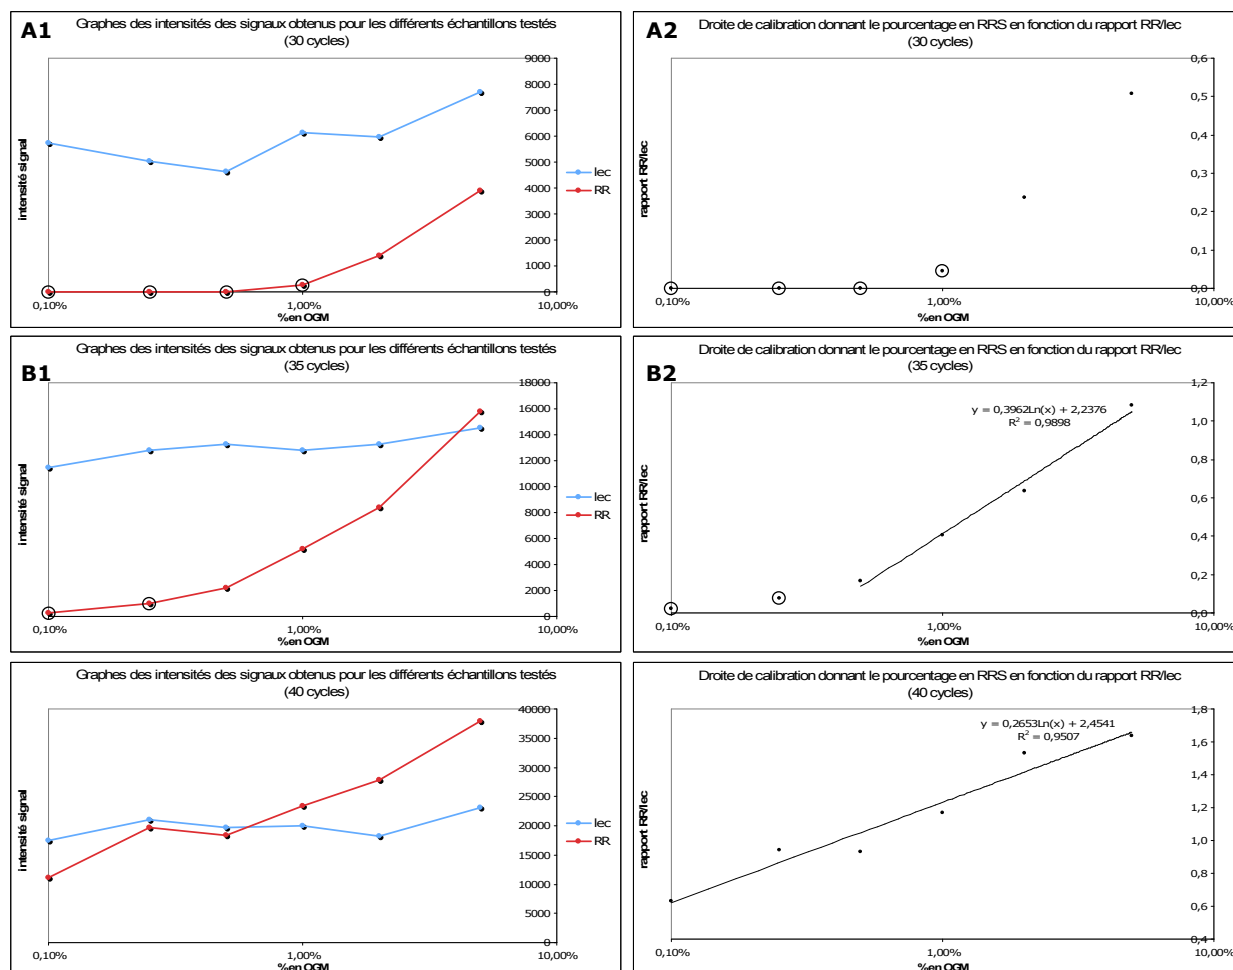 A1
Graphes des intensités des signaux obtenus pour les différents échantillons testés
(30 cycles)
9000
8000
7000
6000
5000
4000
3000
2000
1000
0
intensité signal
lec
RR
0,10%
1,00%
10,00%
%en OGM
A2
Droite de calibration donnant le pourcentage en RRS en fonction du rapport RR/lec
(30 cycles)
0,6
0,5
0,4
0,3
0,2
0,1
0,0
rapport RR/lec
0,10%
1,00%
10,00%
%en OGM
B1
Graphes des intensités des signaux obtenus pour les différents échantillons testés
(35 cycles)
18000
16000
14000
12000
10000
8000
6000
4000
2000
0
intensité signal
lec
RR
0,10%
1,00%
10,00%
%en OGM
B2
Droite de calibration donnant le pourcentage en RRS en fonction du rapport RR/lec
(35 cycles)
y = 0,3962Ln(x) + 2,2376
R² = 0,9898
1,2
1,0
0,8
0,6
0,4
0,2
0,0
rapport RR/lec
0,10%
1,00%
10,00%
%en OGM
Graphes des intensités des signaux obtenus pour les différents échantillons testés
(40 cycles)
40000
35000
30000
25000
20000
15000
10000
5000
0
intensité signal
lec
RR
0,10%
1,00%
10,00%
%en OGM
Droite de calibration donnant le pourcentage en RRS en fonction du rapport RR/lec
(40 cycles)
y = 0,2653Ln(x) + 2,4541
R² = 0,9507
1,8
1,6
1,4
1,2
1,0
0,8
0,6
0,4
rapport RR/lec
0,10%
1,00%
10,00%
%en OGM